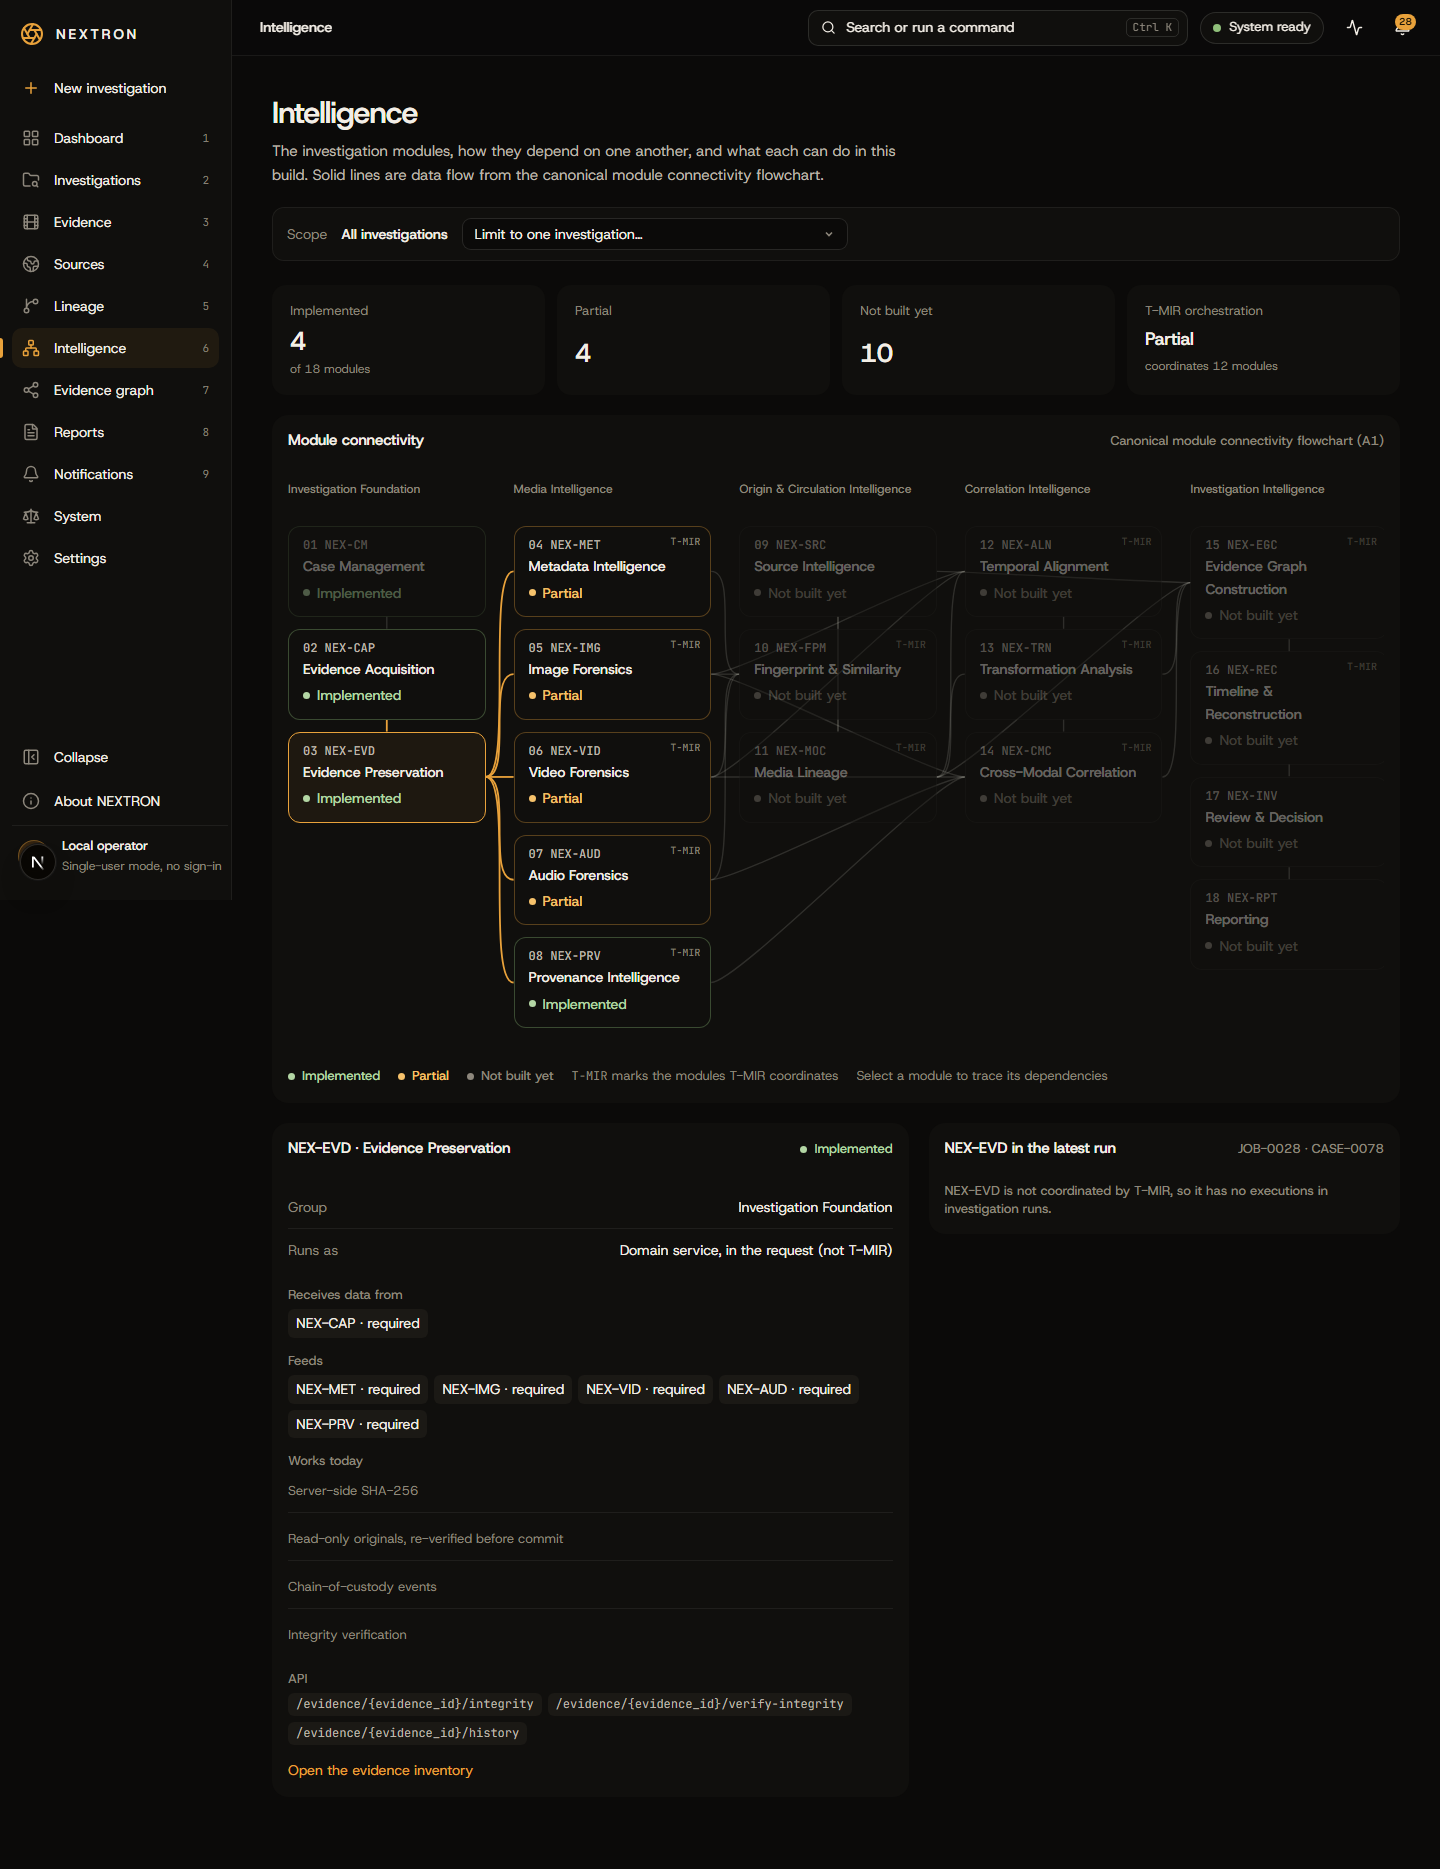 NEXTRON
New investigation
Dashboard 1
Investigations 2
Evidence 3
Sources 4
Lineage 5
Intelligence 6
Evidence graph 7
Reports 8
Notifications 9
System
Settings
Collapse
About NEXTRON
N
Local operator
Single-user mode, no sign-in
Intelligence
Search or run a command Ctrl K
System ready
28
Intelligence
The investigation modules, how they depend on one another, and what each can do in this
build. Solid lines are data flow from the canonical module connectivity flowchart.
Scope All investigations Limit to one investigation...
Implemented
4
of 18 modules
Partial
4
Not built yet
10
T-MIR orchestration
Partial
coordinates 12 modules
Module connectivity
Canonical module connectivity flowchart (A1)
Investigation Foundation
01 NEX-CM
Case Management
Implemented
02 NEX-CAP
Evidence Acquisition
Implemented
03 NEX-EVD
Evidence Preservation
Implemented
Media Intelligence
04 NEX-MET T-MIR
Metadata Intelligence
Partial
05 NEX-IMG T-MIR
Image Forensics
Partial
06 NEX-VID T-MIR
Video Forensics
Partial
07 NEX-AUD T-MIR
Audio Forensics
Partial
08 NEX-PRV T-MIR
Provenance Intelligence
Implemented
Origin & Circulation Intelligence
09 NEX-SRC
Source Intelligence
Not built yet
10 NEX-FPM T-MIR
Fingerprint & Similarity
Not built yet
11 NEX-MOC T-MIR
Media Lineage
Not built yet
Correlation Intelligence
12 NEX-ALN T-MIR
Temporal Alignment
Not built yet
13 NEX-TRN T-MIR
Transformation Analysis
Not built yet
14 NEX-CMC T-MIR
Cross-Modal Correlation
Not built yet
Investigation Intelligence
15 NEX-EGC T-MIR
Evidence Graph
Construction
Not built yet
16 NEX-REC T-MIR
Timeline &
Reconstruction
Not built yet
17 NEX-INV
Review & Decision
Not built yet
18 NEX-RPT
Reporting
Not built yet
Implemented Partial Not built yet T-MIR marks the modules T-MIR coordinates Select a module to trace its dependencies
NEX-EVD · Evidence Preservation
Implemented
Group Investigation Foundation
Runs as Domain service, in the request (not T-MIR)
Receives data from
NEX-CAP · required
Feeds
NEX-MET · required NEX-IMG · required NEX-VID · required NEX-AUD · required
NEX-PRV · required
Works today
Server-side SHA-256
Read-only originals, re-verified before commit
Chain-of-custody events
Integrity verification
API
/evidence/{evidence_id}/integrity /evidence/{evidence_id}/verify-integrity
/evidence/{evidence_id}/history
Open the evidence inventory
NEX-EVD in the latest run
JOB-0028 · CASE-0078
NEX-EVD is not coordinated by T-MIR, so it has no executions in
investigation runs.